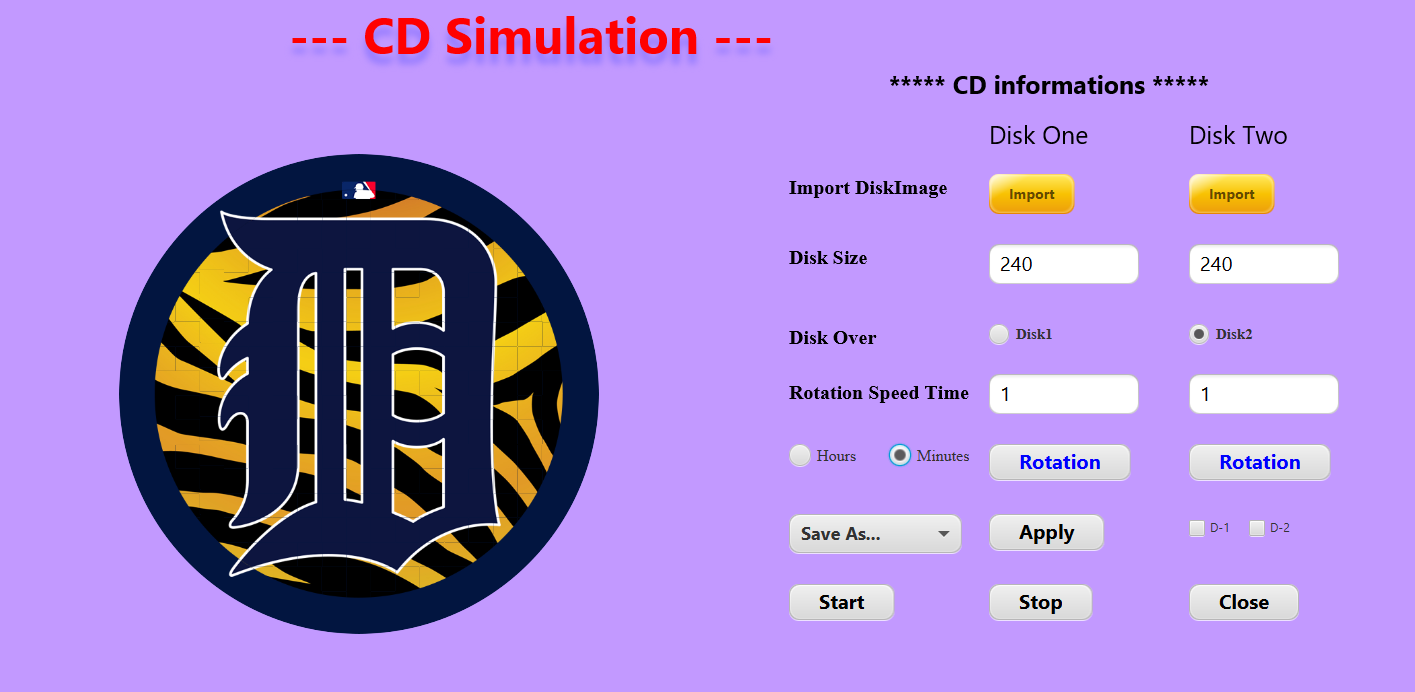 --- CD Simulation ---
***** CD informations *****
Disk One Disk Two
Import DiskImage Import Import
Disk Size 240 240
Disk Over Disk1 Disk2
Rotation Speed Time 1 1
Hours Minutes Rotation Rotation
Save As... Apply D-1 D-2
Start Stop Close
D